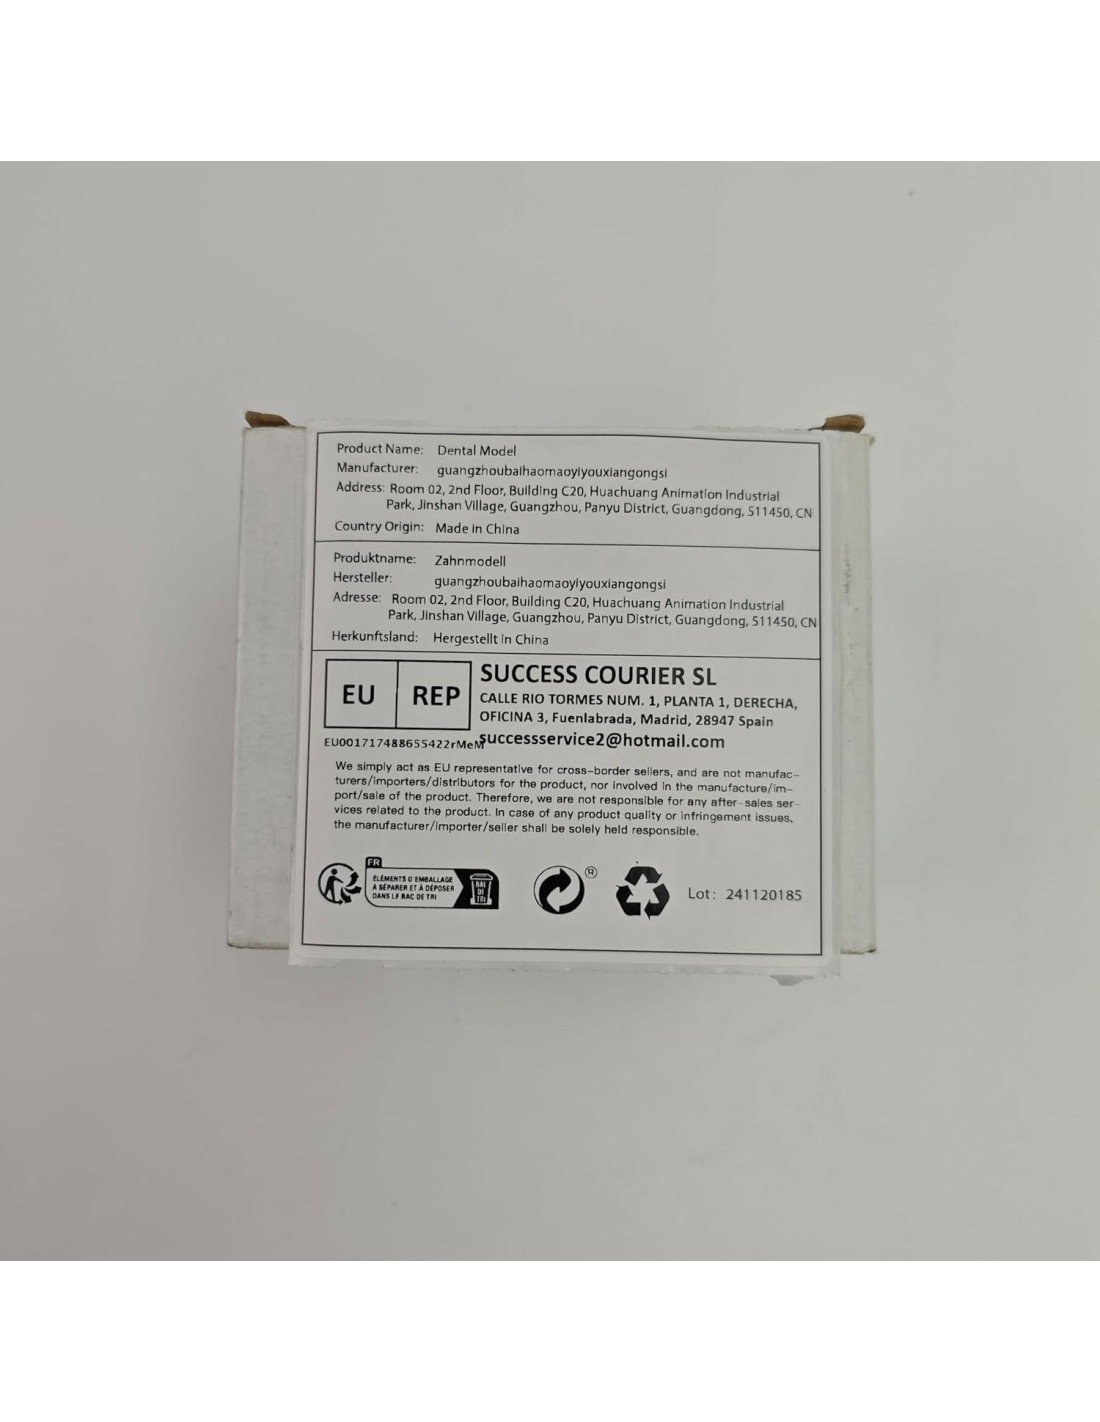 Product Name: Dental Model
Manufacturer: guangzhoubaihaomaoyiyouxiangongsi
Address: Room 02, 2nd Floor, Building C20, Huachuang Animation Industrial
Park, Jinshan Village, Guangzhou, Panyu District, Guangdong, 511450, CN
Country Origin: Made in China
Produktname: Zahnmodell
Hersteller: guangzhoubaihaomaoyiyouxiangongsi
Adresse: Room 02, 2nd Floor, Building C20, Huachuang Animation Industrial
Park, Jinshan Village, Guangzhou, Panyu District, Guangdong, 511450, CN
Herkunftsland: Hergestellt in China
EU REP
SUCCESS COURIER SL
CALLE RIO TORMES NUM. 1, PLANTA 1, DERECHA,
OFICINA 3, Fuenlabrada, Madrid, 28947 Spain
EU001717488655422rMeM
successservice2@hotmail.com
We simply act as EU representative for cross-border sellers, and are not manufac-
turers/importers/distributors for the product, nor involved in the manufacture/im-
port/sale of the product. Therefore, we are not responsible for any after-sales ser-
vices related to the product. In case of any product quality or infringement issues,
the manufacturer/importer/seller shall be solely held responsible.
FR
ÉLÉMENTS D'EMBALLAGE
À SÉPARER ET À DÉPOSER
DANS LE BAC DE TRI
BAC
DE
TRI
®
Lot: 241120185